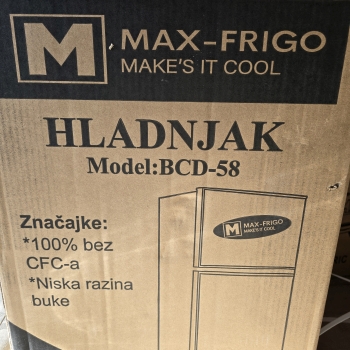 M
MAX-FRIGO
MAKE'S IT COOL
HLADNJAK
Model:BCD-58
Značajke:
*100% bez
CFC-a
*Niska razina
buke
M MAX-FRIGO
MAKE'S IT COOL